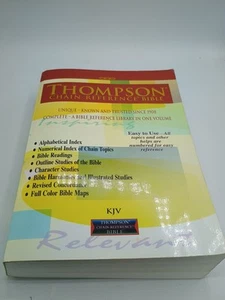 THOMPSON
CHAIN REFERENCE BIBLE
UNIQUE - KNOWN AND TRUSTED SINCE 1908
COMPLETE - A BIBLE REFERENCE LIBRARY IN ONE VOLUME
Inspiring
Easy to Use - All
topics and other
helps are
numbered for easy
reference
• Alphabetical Index
• Numerical Index of Chain Topics
• Bible Readings
• Outline Studies of the Bible
• Character Studies
• Bible Harmonies and Illustrated Studies
• Revised Concordance
• Full Color Bible Maps
KJV
THOMPSON
CHAIN REFERENCE
BIBLE
Relevant